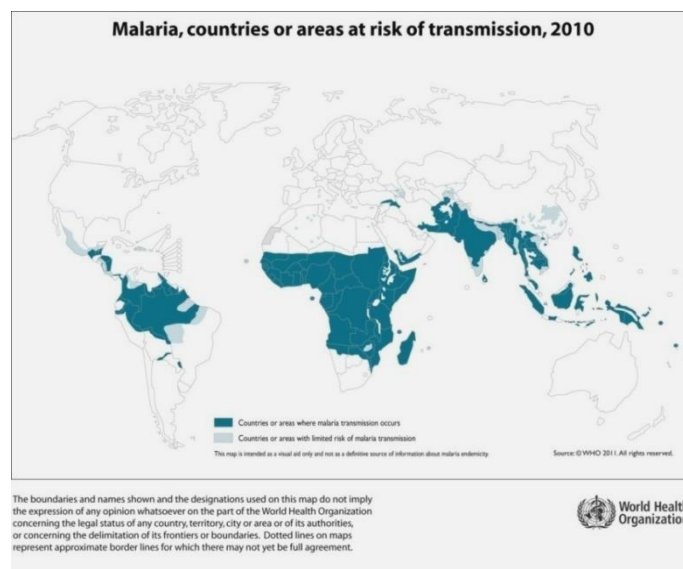 Malaria, countries or areas at risk of transmission, 2010
Countries or areas where malaria transmission occurs
Countries or areas with limited risk of malaria transmission
This map is intended as a visual aid only and not as a definitive source of information about malaria endemicity.
Source: © WHO 2011. All rights reserved.
The boundaries and names shown and the designations used on this map do not imply
the expression of any opinion whatsoever on the part of the World Health Organization
concerning the legal status of any country, territory, city or area or of its authorities,
or concerning the delimitation of its frontiers or boundaries. Dotted lines on maps
represent approximate border lines for which there may not yet be full agreement.
World Health
Organization